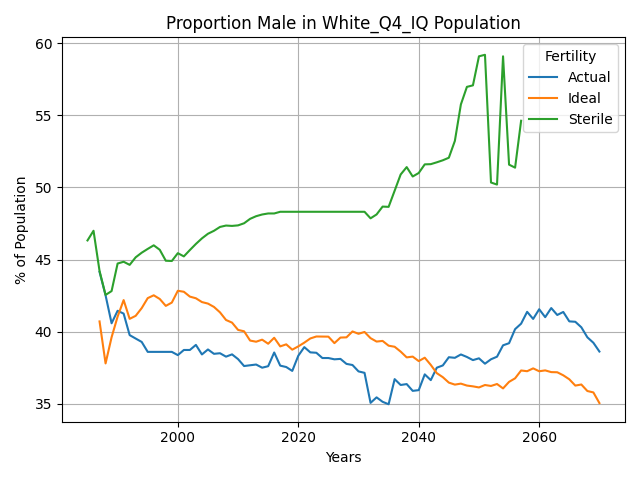 Proportion Male in White_Q4_IQ Population
60
55
50
45
40
35
% of Population
Fertility
Actual
Ideal
Sterile
2000
2020
2040
2060
Years